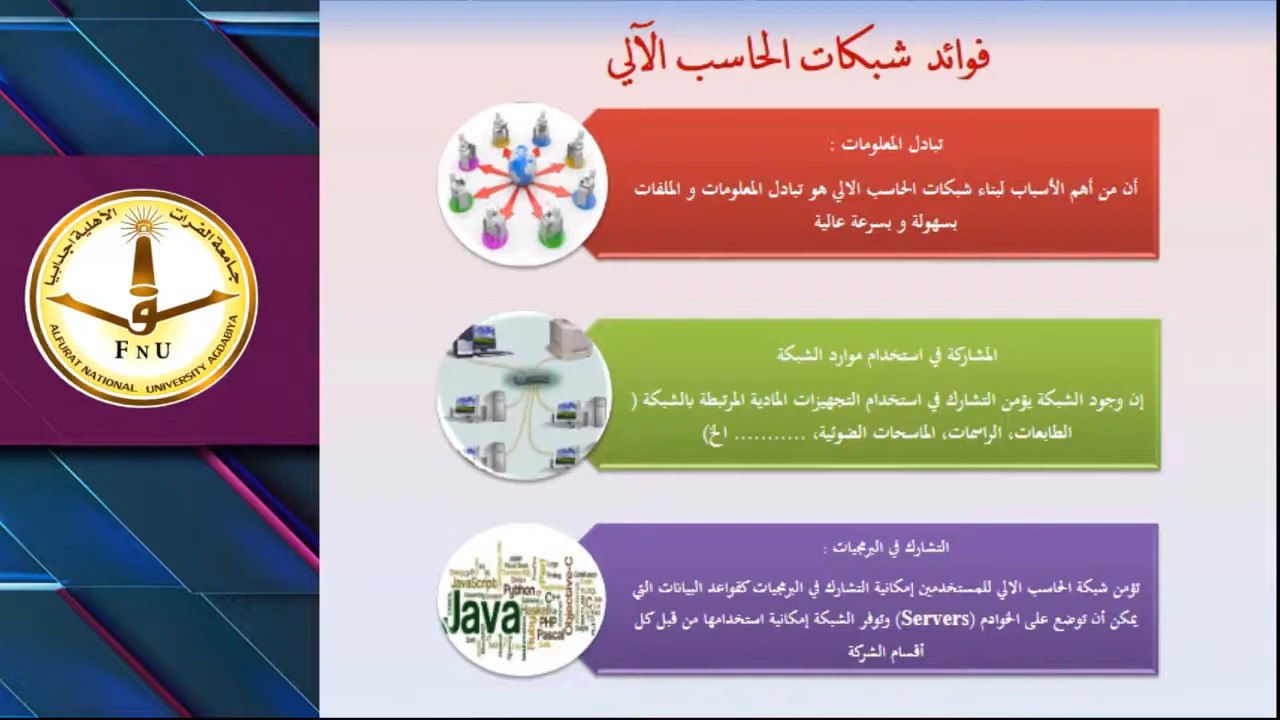 فوائد شبكات الحاسب الآلي
تبادل المعلومات :
أن من أهم الأسباب لبناء شبكات الحاسب الالي هو تبادل المعلومات و الملفات
بسهولة و بسرعة عالية
المشاركة في استخدام موارد الشبكة
إن وجود الشبكة يؤمن التشارك في استخدام التجهيزات المادية المرتبطة بالشبكة (
الطابعات، الراسمات، الماسحات الضوئية، ........... الخ)
التشارك في البرمجيات :
تؤمن شبكة الحاسب الالي للمستخدمين إمكانية التشارك في البرمجيات كقواعد البيانات التي
يمكن أن توضع على الخوادم (Servers) وتوفر الشبكة إمكانية استخدامها من قبل كل
أقسام الشركة
جامعة الفرات الأهلية اجدابيا
FNU
ALFURAT NATIONAL UNIVERSITY AGDABIYA
JavaScript
Python
Java
C++
PHP
Pascal
Ruby
Objective-C
Perl